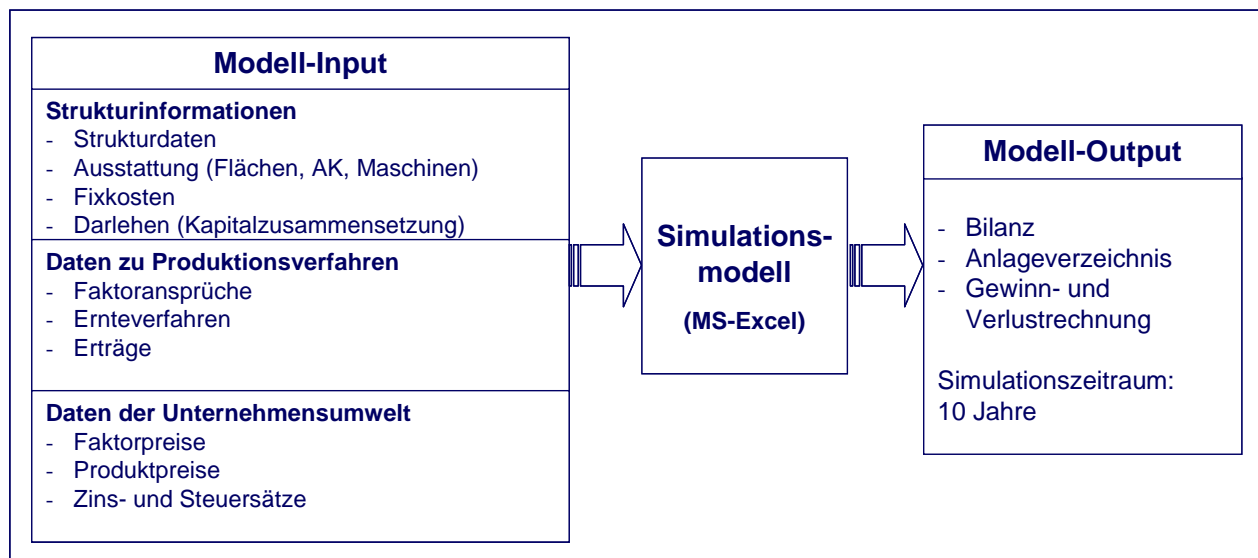 Modell-Input
Strukturinformationen
- Strukturdaten
- Ausstattung (Flächen, AK, Maschinen)
- Fixkosten
- Darlehen (Kapitalzusammensetzung)
Daten zu Produktionsverfahren
- Faktoransprüche
- Ernteverfahren
- Erträge
Daten der Unternehmensumwelt
- Faktorpreise
- Produktpreise
- Zins- und Steuersätze
Simulations-
modell
(MS-Excel)
Modell-Output
- Bilanz
- Anlageverzeichnis
- Gewinn- und
Verlustrechnung
Simulationszeitraum:
10 Jahre